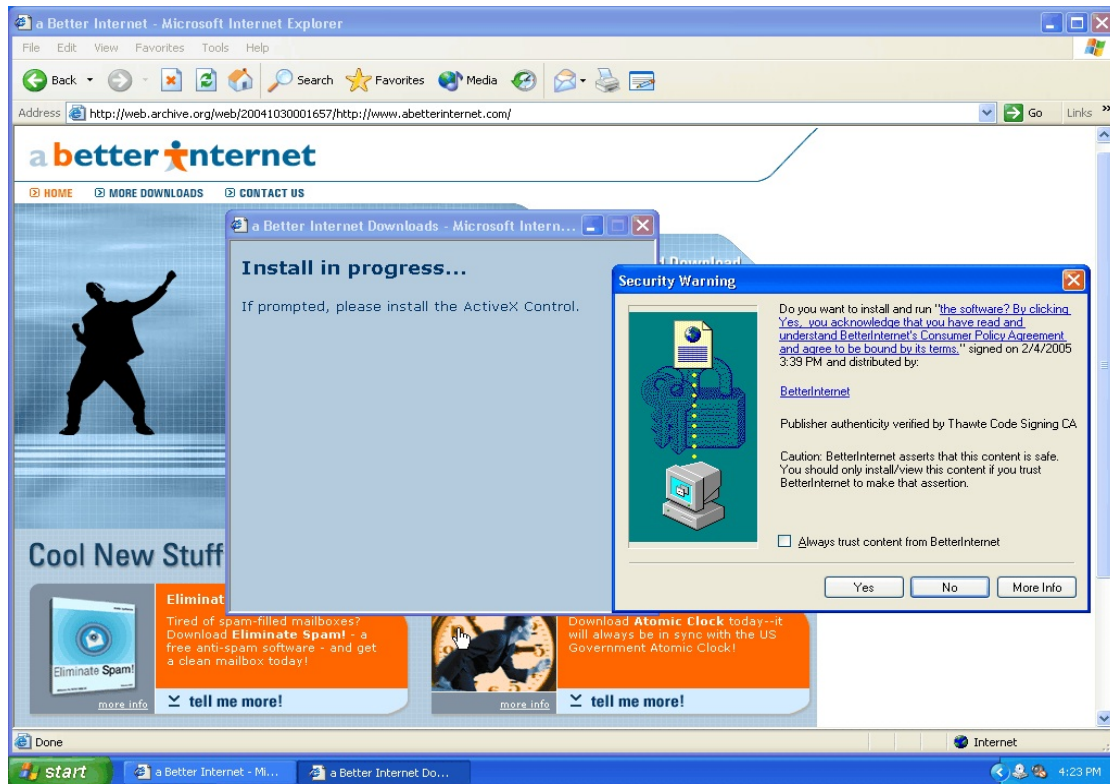 a Better Internet - Microsoft Internet Explorer
File Edit View Favorites Tools Help
Back Search Favorites Media
Address http://web.archive.org/web/20041030001657/http://www.abetterinternet.com/ Go Links »
a better internet
HOME MORE DOWNLOADS CONTACT US
a Better Internet Downloads - Microsoft Intern...
Install in progress...
If prompted, please install the ActiveX Control.
Download
Security Warning
Do you want to install and run "the software? By clicking
Yes, you acknowledge that you have read and
understand BetterInternet's Consumer Policy Agreement
and agree to be bound by its terms." signed on 2/4/2005
3:39 PM and distributed by:
BetterInternet
Publisher authenticity verified by Thawte Code Signing CA
Caution: BetterInternet asserts that this content is safe.
You should only install/view this content if you trust
BetterInternet to make that assertion.
Always trust content from BetterInternet
Yes No More Info
Cool New Stuff
Eliminat
Tired of spam-filled mailboxes?
Download Eliminate Spam! - a
free anti-spam software - and get
a clean mailbox today!
Eliminate Spam!
more info
tell me more!
Download Atomic Clock today--it
will always be in sync with the US
Government Atomic Clock!
more info
tell me more!
Done Internet
start a Better Internet - Mi... a Better Internet Do... 4:23 PM